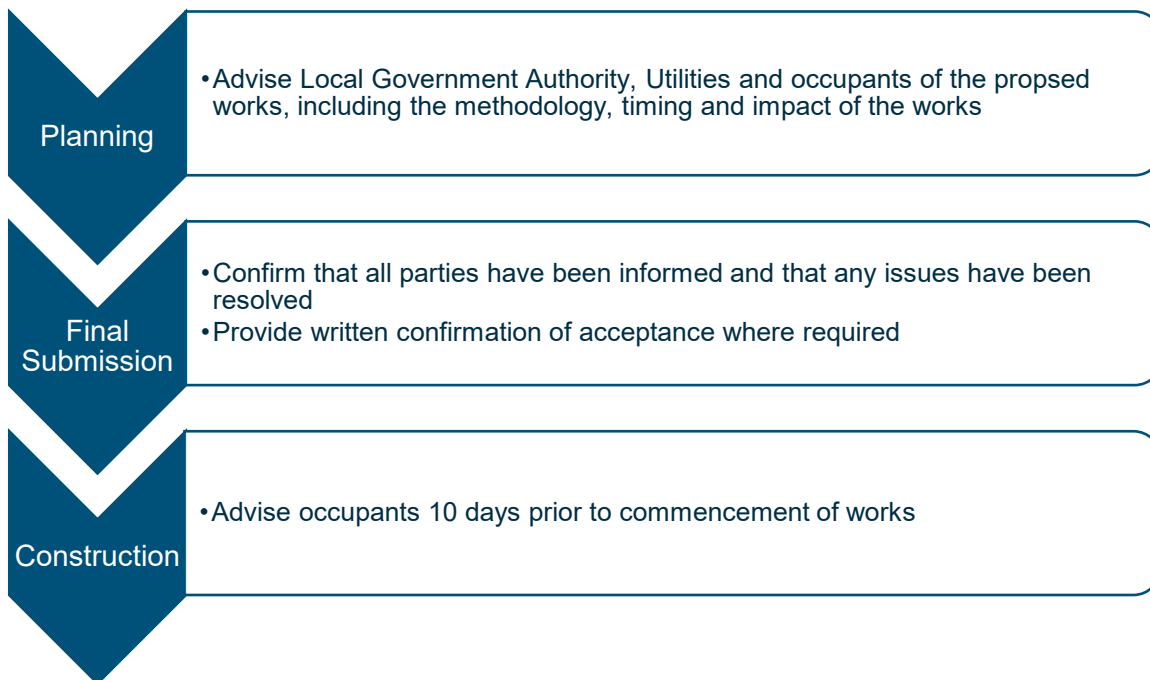 Planning
•Advise Local Government Authority, Utilities and occupants of the propsed
works, including the methodology, timing and impact of the works
Final
Submission
•Confirm that all parties have been informed and that any issues have been
resolved
•Provide written confirmation of acceptance where required
Construction
•Advise occupants 10 days prior to commencement of works